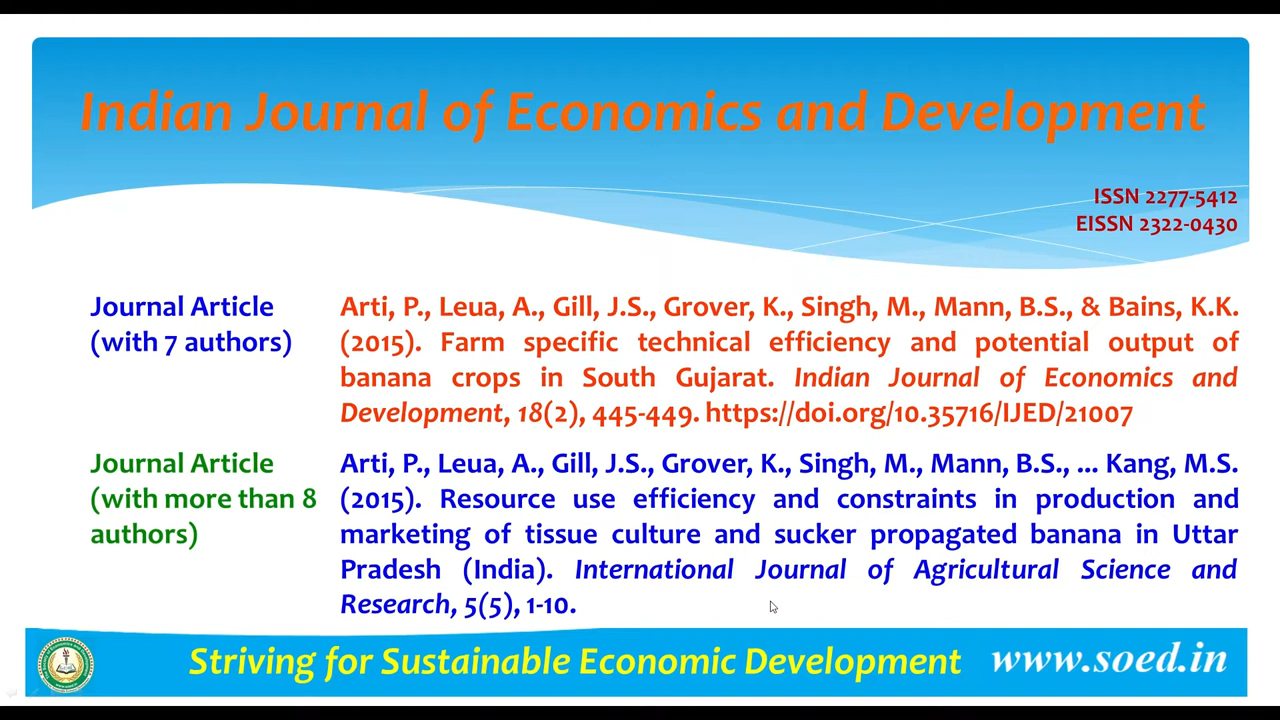 Indian Journal of Economics and Development
ISSN 2277-5412
EISSN 2322-0430
Journal Article
(with 7 authors)
Arti, P., Leua, A., Gill, J.S., Grover, K., Singh, M., Mann, B.S., & Bains, K.K.
(2015). Farm specific technical efficiency and potential output of
banana crops in South Gujarat. Indian Journal of Economics and
Development, 18(2), 445-449. https://doi.org/10.35716/IJED/21007
Journal Article
(with more than 8
authors)
Arti, P., Leua, A., Gill, J.S., Grover, K., Singh, M., Mann, B.S., ... Kang, M.S.
(2015). Resource use efficiency and constraints in production and
marketing of tissue culture and sucker propagated banana in Uttar
Pradesh (India). International Journal of Agricultural Science and
Research, 5(5), 1-10.
Striving for Sustainable Economic Development
www.soed.in